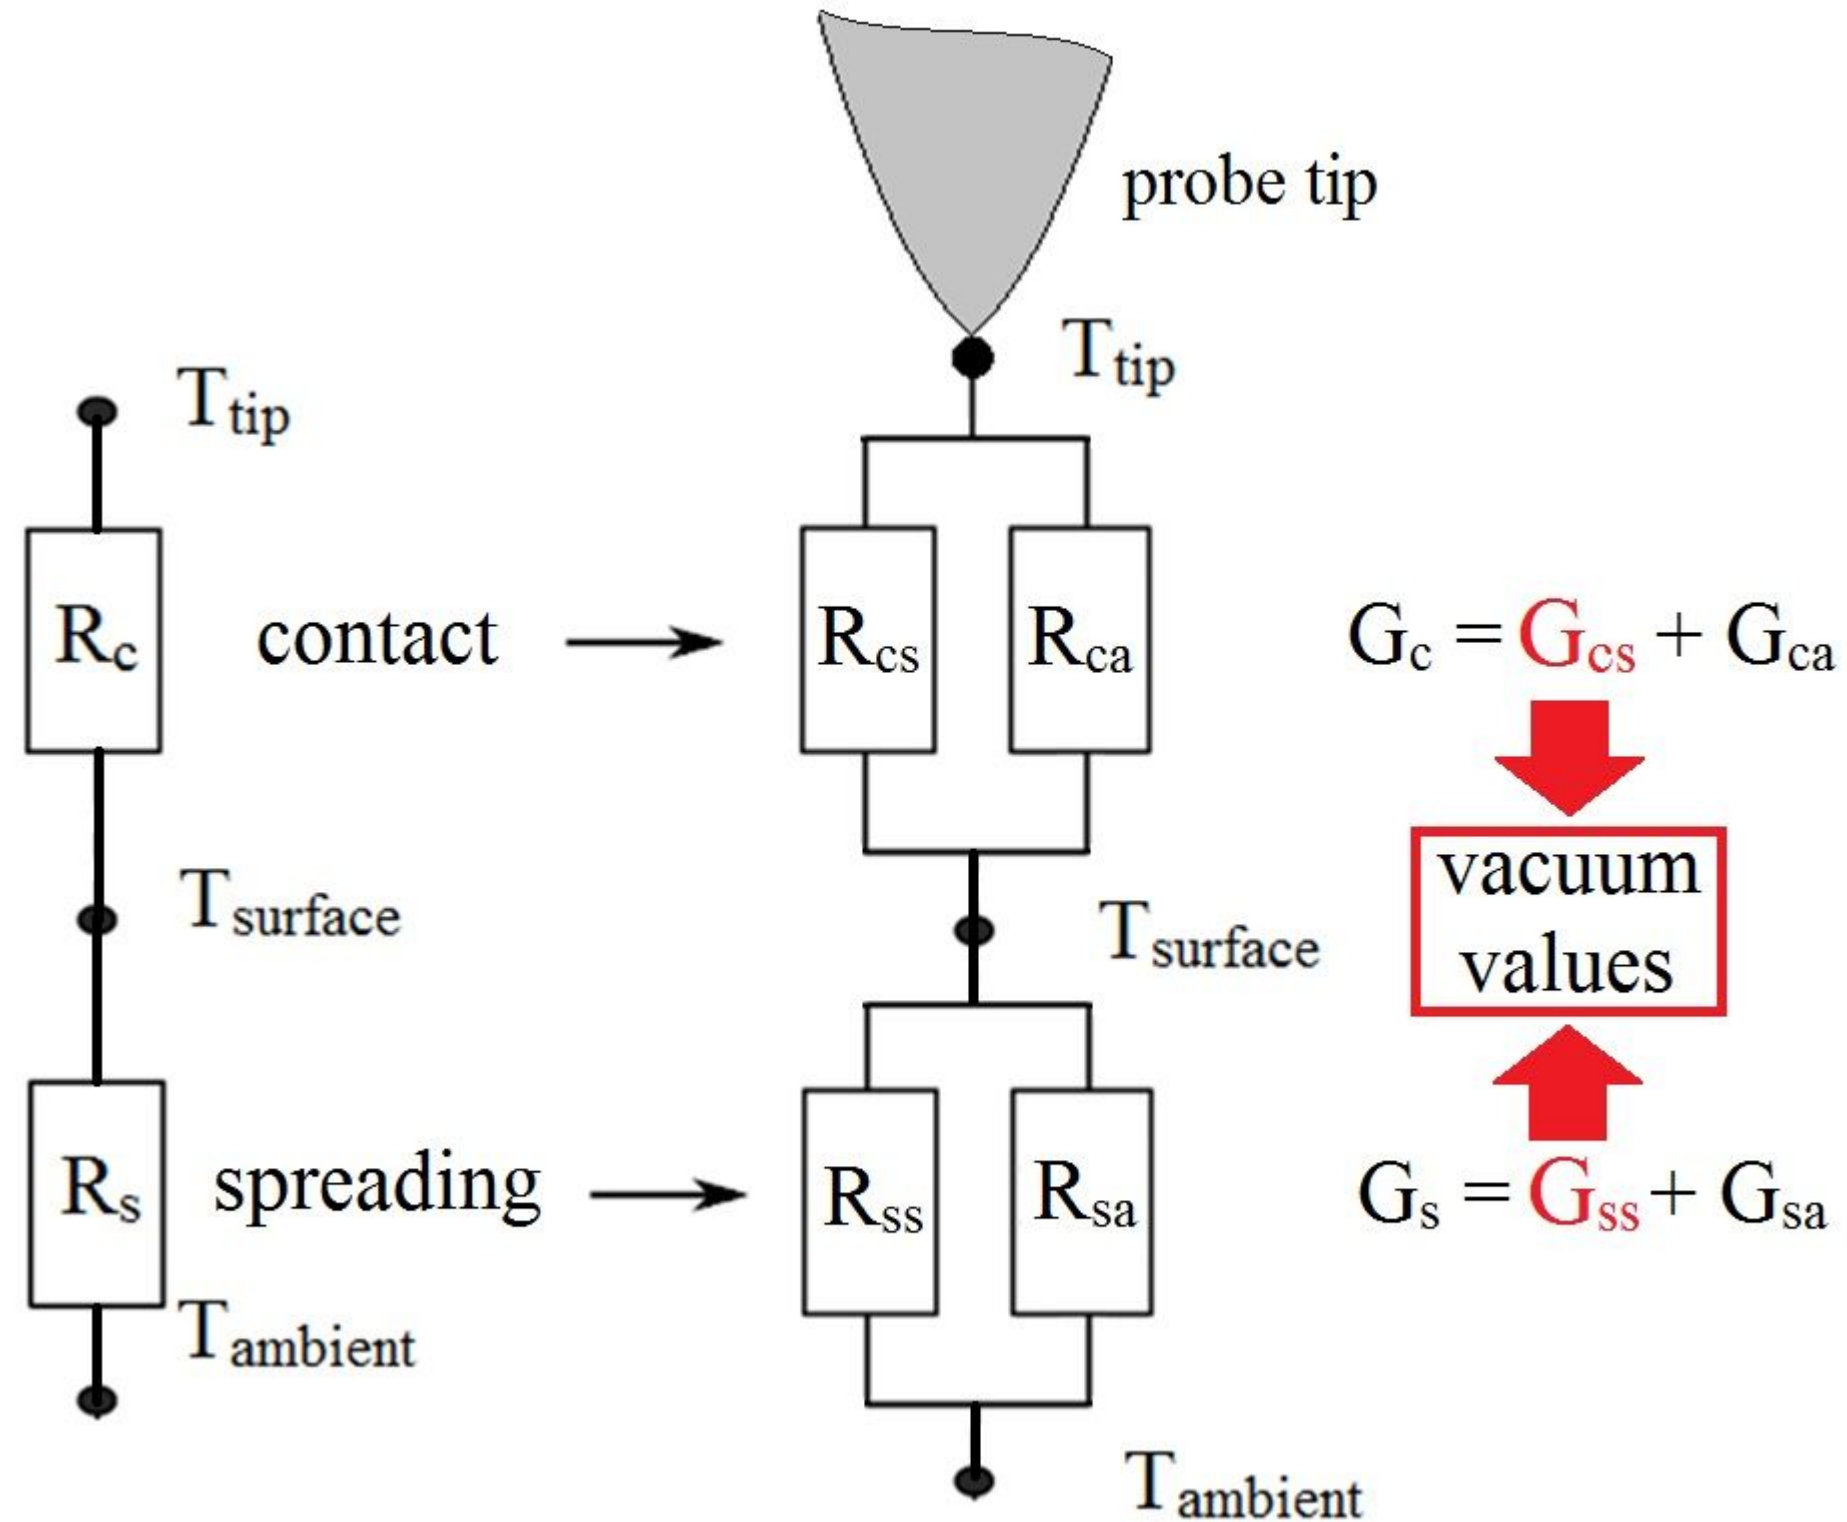 probe tip
T_tip
T_tip
R_c
contact
R_cs
R_ca
G_c = G_cs + G_ca
vacuum
values
T_surface
T_surface
R_s
spreading
R_ss
R_sa
G_s = G_ss + G_sa
T_ambient
T_ambient